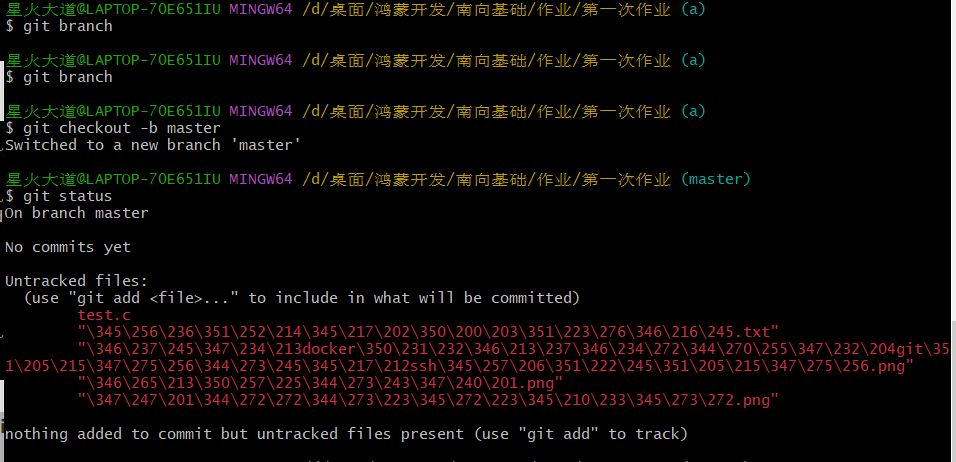 星火大道@LAPTOP-70E651IU MINGW64 /d/桌面/鸿蒙开发/南向基础/作业/第一次作业 (a)
$ git branch
星火大道@LAPTOP-70E651IU MINGW64 /d/桌面/鸿蒙开发/南向基础/作业/第一次作业 (a)
$ git branch
星火大道@LAPTOP-70E651IU MINGW64 /d/桌面/鸿蒙开发/南向基础/作业/第一次作业 (a)
$ git checkout -b master
Switched to a new branch 'master'
星火大道@LAPTOP-70E651IU MINGW64 /d/桌面/鸿蒙开发/南向基础/作业/第一次作业 (master)
$ git status
On branch master
No commits yet
Untracked files:
(use "git add <file>..." to include in what will be committed)
test.c
"\345\256\236\351\252\214\345\217\202\350\200\203\351\223\276\346\216\245.txt"
"\346\237\245\347\234\213docker\350\231\232\346\213\237\346\234\272\344\270\255\347\232\204git\35
1\205\215\347\275\256\344\273\245\345\217\212ssh\345\257\206\351\222\245\351\205\215\347\275\256.png"
"\346\265\213\350\257\225\344\273\243\347\240\201.png"
"\347\247\201\344\272\272\344\273\223\345\272\223\345\210\233\345\273\272.png"
nothing added to commit but untracked files present (use "git add" to track)